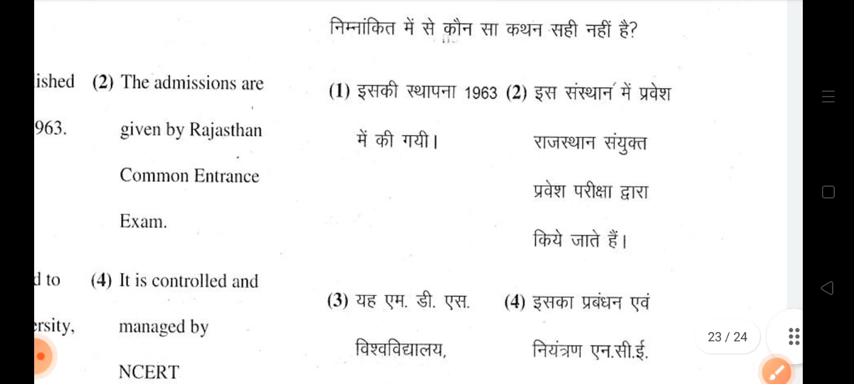 निम्नांकित में से कौन सा कथन सही नहीं है?
ished (2) The admissions are
963. given by Rajasthan
Common Entrance
Exam.
d to (4) It is controlled and
ersity, managed by
NCERT
(1) इसकी स्थापना 1963 (2) इस संस्थान में प्रवेश
में की गयी। राजस्थान संयुक्त
प्रवेश परीक्षा द्वारा
किये जाते हैं।
(3) यह एम. डी. एस. (4) इसका प्रबंधन एवं
विश्वविद्यालय, नियंत्रण एन.सी.ई.
23 / 24